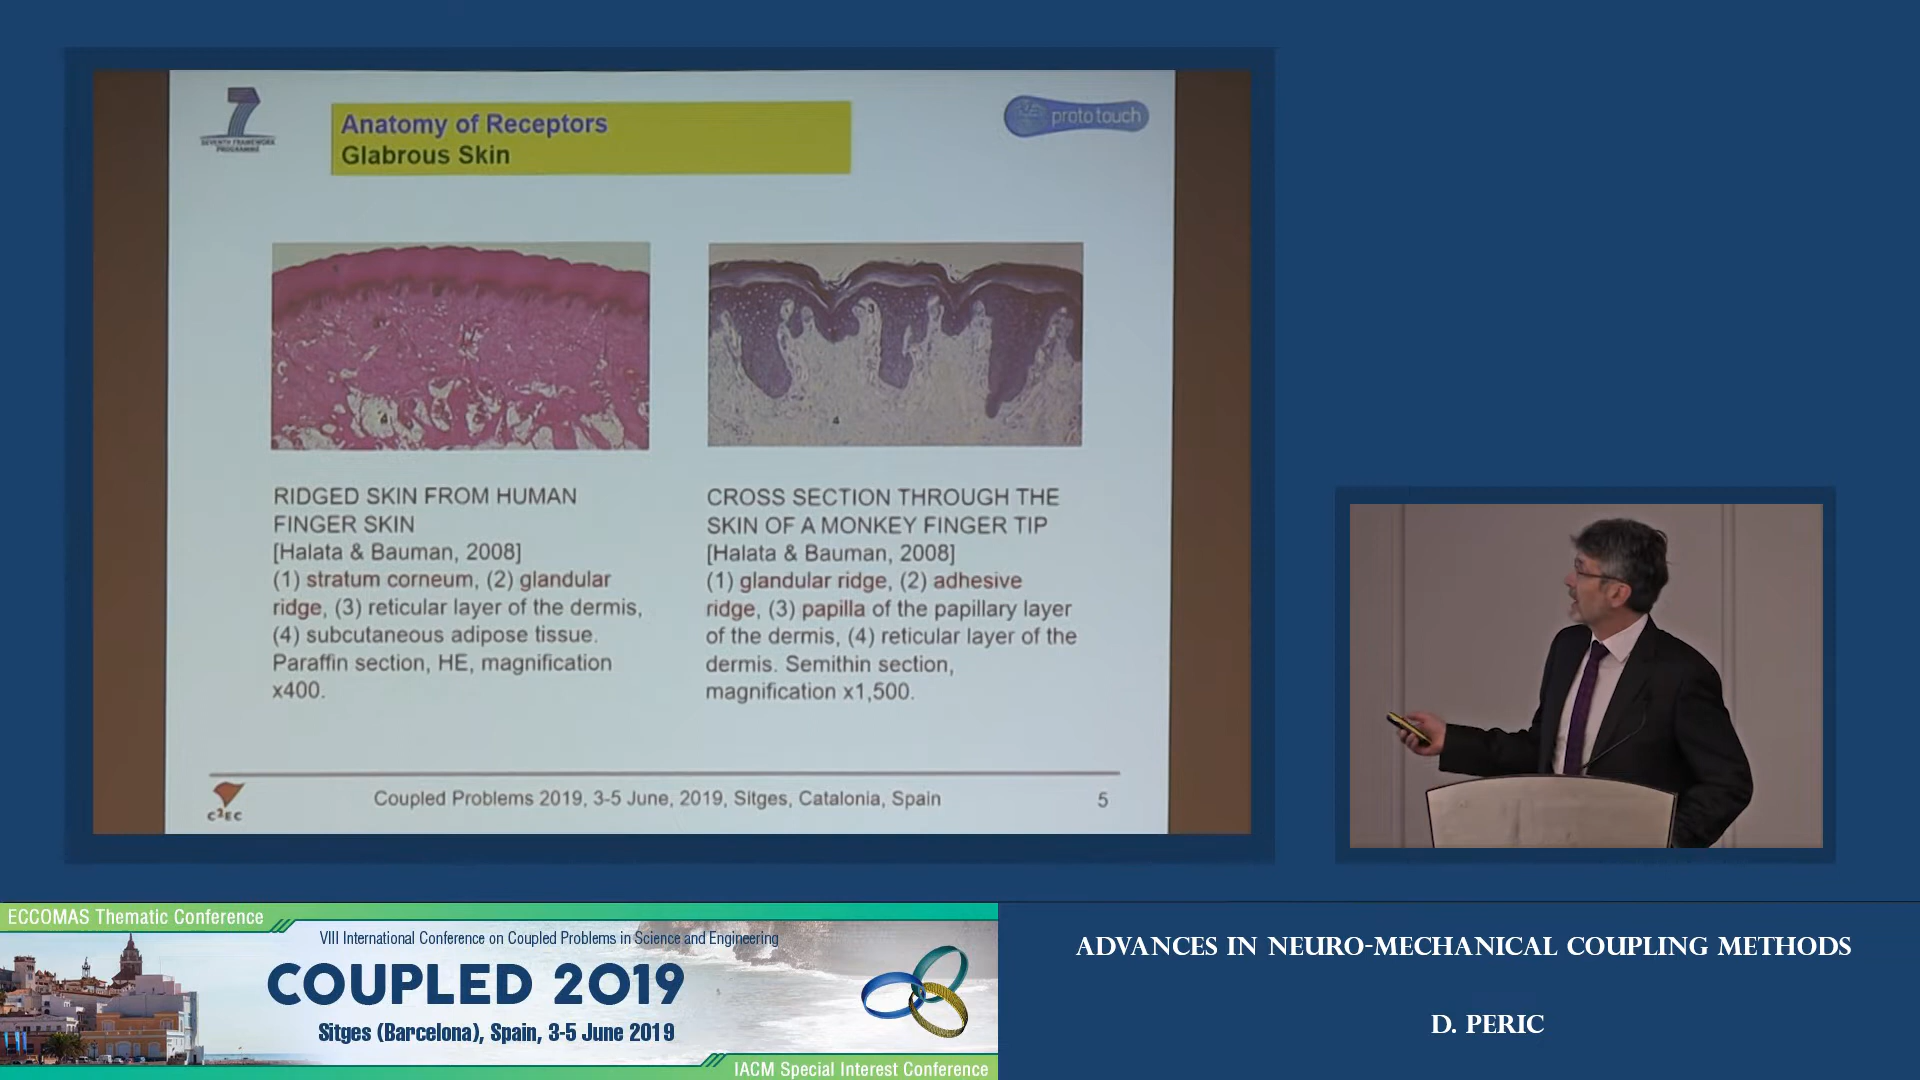 SEVENTH FRAMEWORK
PROGRAMME
Anatomy of Receptors
Glabrous Skin
proto touch
4
RIDGED SKIN FROM HUMAN
FINGER SKIN
[Halata & Bauman, 2008]
(1) stratum corneum, (2) glandular
ridge, (3) reticular layer of the dermis,
(4) subcutaneous adipose tissue.
Paraffin section, HE, magnification
x400.
CROSS SECTION THROUGH THE
SKIN OF A MONKEY FINGER TIP
[Halata & Bauman, 2008]
(1) glandular ridge, (2) adhesive
ridge, (3) papilla of the papillary layer
of the dermis, (4) reticular layer of the
dermis. Semithin section,
magnification x1,500.
C²EC
Coupled Problems 2019, 3-5 June, 2019, Sitges, Catalonia, Spain
5
ECCOMAS Thematic Conference
VIII International Conference on Coupled Problems in Science and Engineering
COUPLED 2019
Sitges (Barcelona), Spain, 3-5 June 2019
IACM Special Interest Conference
ADVANCES IN NEURO-MECHANICAL COUPLING METHODS
D. PERIC